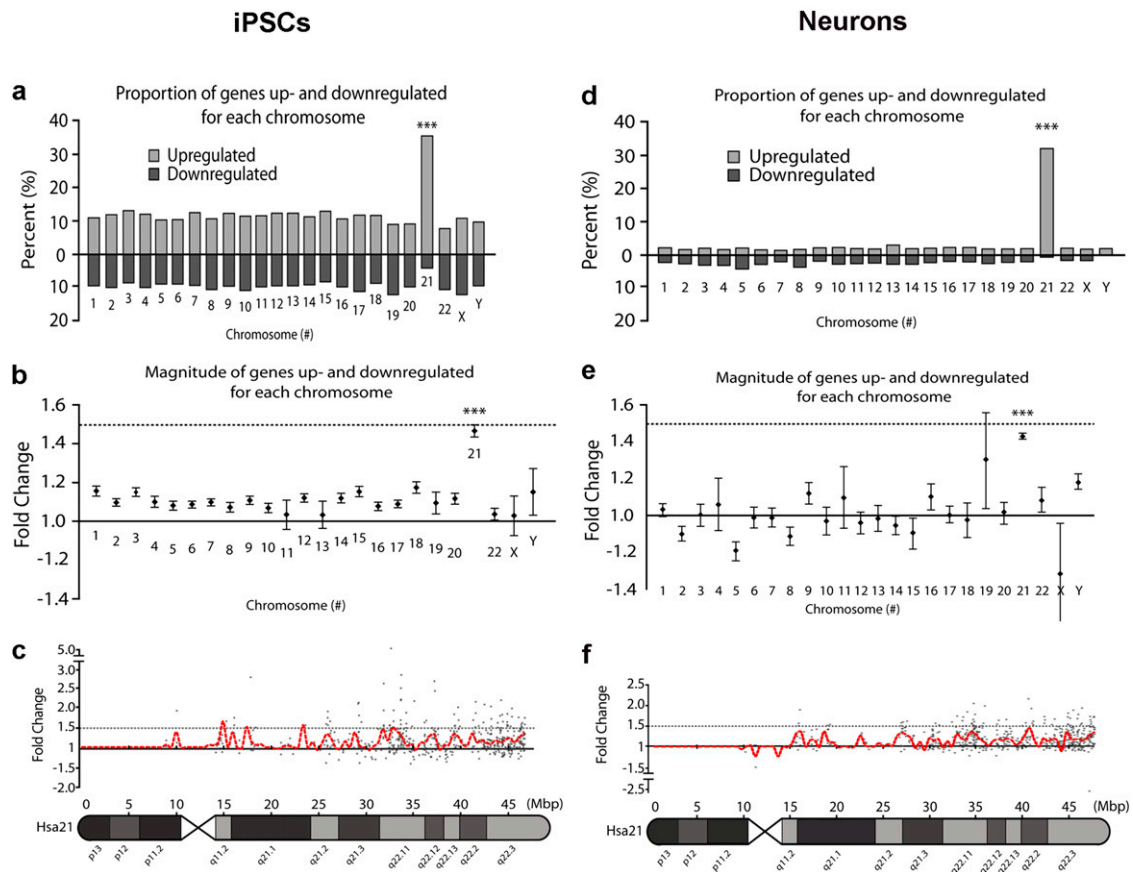 iPSCs
Neurons
a
Proportion of genes up- and downregulated
for each chromosome
***
Percent (%)
40
30
20
10
0
10
20
Upregulated
Downregulated
1 2 3 4 5 6 7 8 9 10 11 12 13 14 15 16 17 18 19 20 21 22 X Y
Chromosome (#)
b
Magnitude of genes up- and downregulated
for each chromosome
***
Fold Change
1.6
1.4
1.2
1.0
-1.2
-1.4
1 2 3 4 5 6 7 8 9 10 11 12 13 14 15 16 17 18 19 20 21 22 X Y
Chromosome (#)
c
Fold Change
5.0
3.0
2.5
2.0
1.5
1
-1.5
-2.0
0 5 10 15 20 25 30 35 40 45 (Mbp)
Hsa21
p13 p12 p11.2 q11.2 q21.1 q21.2 q21.3 q22.11 q22.12 q22.13 q22.2 q22.3
d
Proportion of genes up- and downregulated
for each chromosome
***
Percent (%)
40
30
20
10
0
10
20
Upregulated
Downregulated
1 2 3 4 5 6 7 8 9 10 11 12 13 14 15 16 17 18 19 20 21 22 X Y
Chromosome (#)
e
Magnitude of genes up- and downregulated
for each chromosome
***
Fold Change
1.6
1.4
1.2
1.0
-1.2
-1.4
1 2 3 4 5 6 7 8 9 10 11 12 13 14 15 16 17 18 19 20 21 22 X Y
Chromosome (#)
f
Fold Change
2.5
2.0
1.5
1
-1.5
-2.5
0 5 10 15 20 25 30 35 40 45 (Mbp)
Hsa21
p13 p12 p11.2 q11.2 q21.1 q21.2 q21.3 q22.11 q22.12 q22.13 q22.2 q22.3